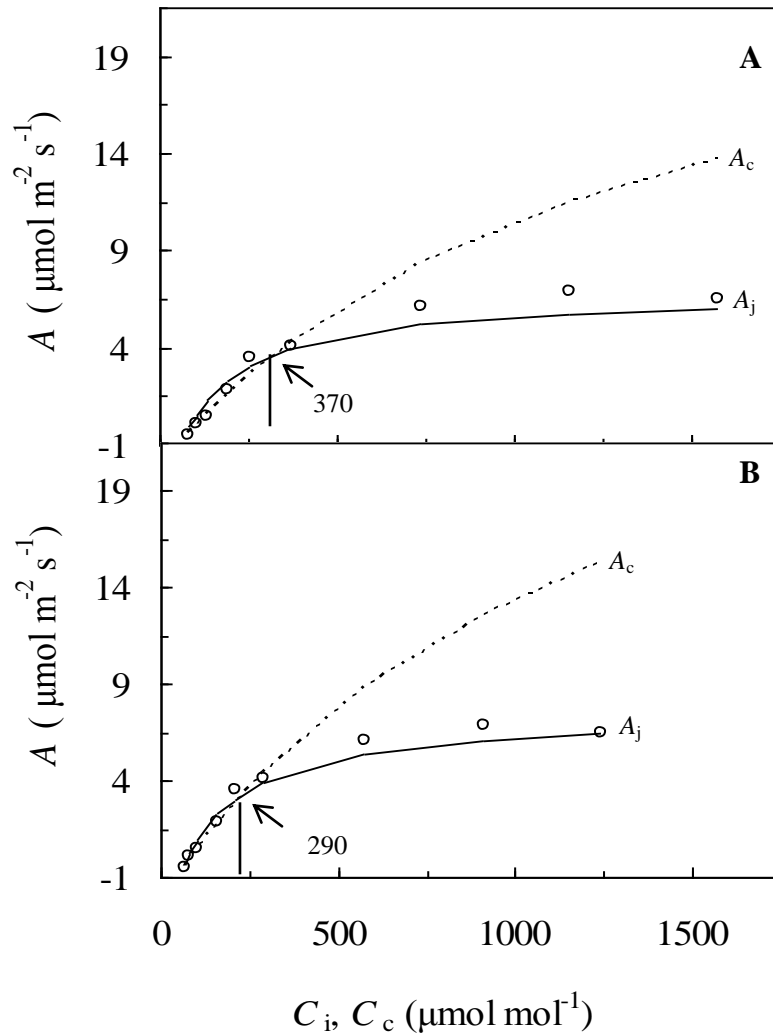 A
19
14
9
4
-1
A ( μmol m-2 s-1)
Ac
Aj
370
B
19
14
9
4
-1
A ( μmol m-2 s-1)
Ac
Aj
290
0 500 1000 1500
Ci, Cc (μmol mol-1)